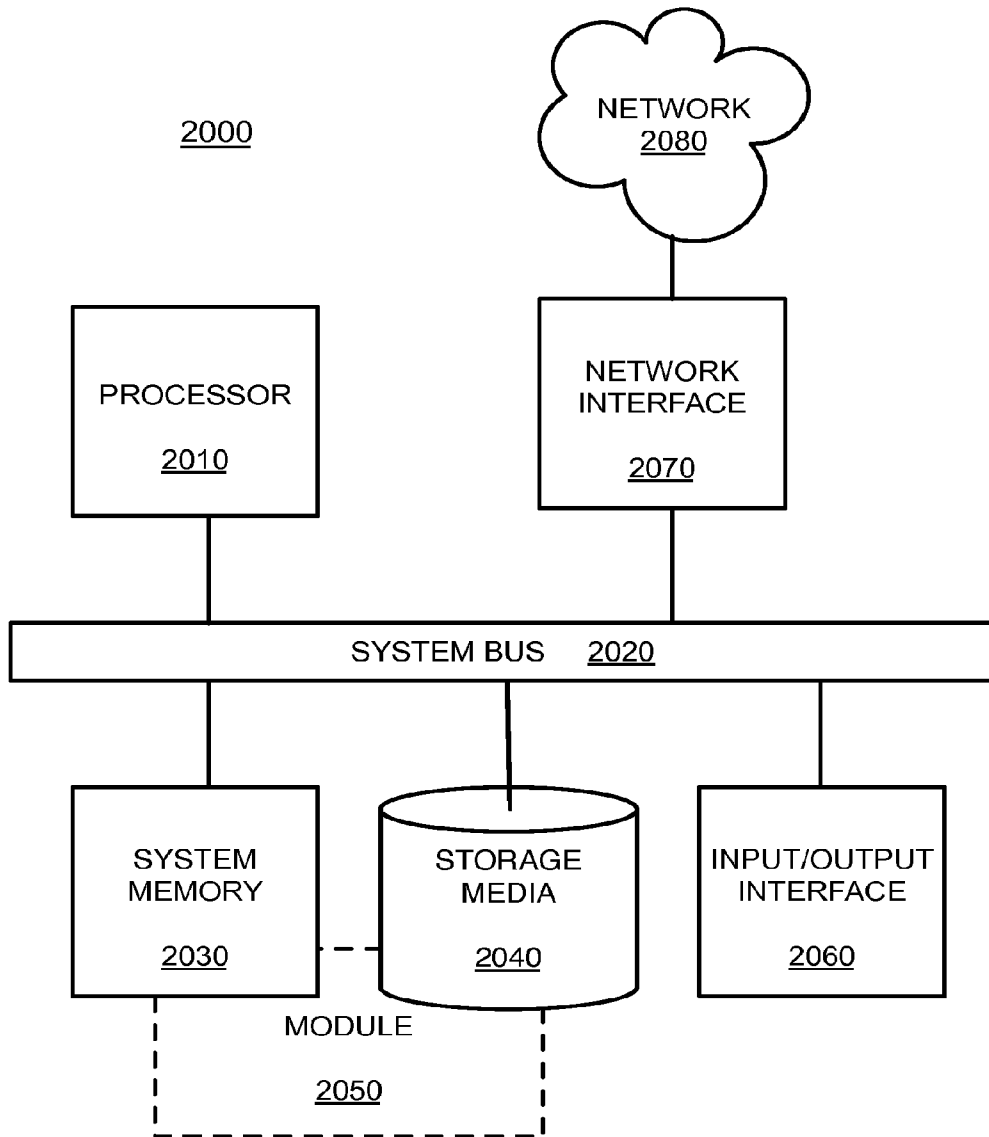 NETWORK
2080
2000
PROCESSOR
2010
NETWORK
INTERFACE
2070
SYSTEM BUS 2020
SYSTEM
MEMORY
2030
STORAGE
MEDIA
2040
INPUT/OUTPUT
INTERFACE
2060
MODULE
2050